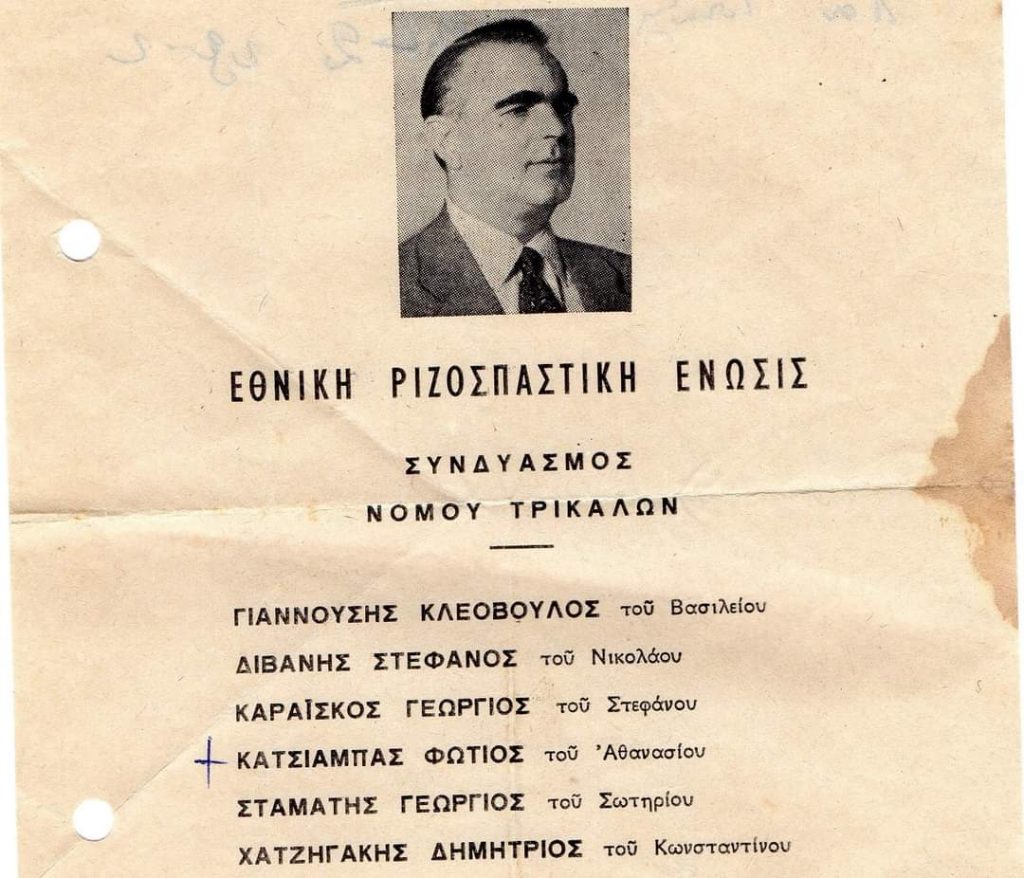 ΕΘΝΙΚΗ ΡΙΖΟΣΠΑΣΤΙΚΗ ΕΝΩΣΙΣ
ΣΥΝΔΥΑΣΜΟΣ
ΝΟΜΟΥ ΤΡΙΚΑΛΩΝ
ΓΙΑΝΝΟΥΣΗΣ ΚΛΕΟΒΟΥΛΟΣ τοῦ Βασιλείου
ΔΙΒΑΝΗΣ ΣΤΕΦΑΝΟΣ τοῦ Νικολάου
ΚΑΡΑΪΣΚΟΣ ΓΕΩΡΓΙΟΣ τοῦ Στεφάνου
+ ΚΑΤΣΙΑΜΠΑΣ ΦΩΤΙΟΣ τοῦ Ἀθανασίου
ΣΤΑΜΑΤΗΣ ΓΕΩΡΓΙΟΣ τοῦ Σωτηρίου
ΧΑΤΖΗΓΑΚΗΣ ΔΗΜΗΤΡΙΟΣ τοῦ Κωνσταντίνου